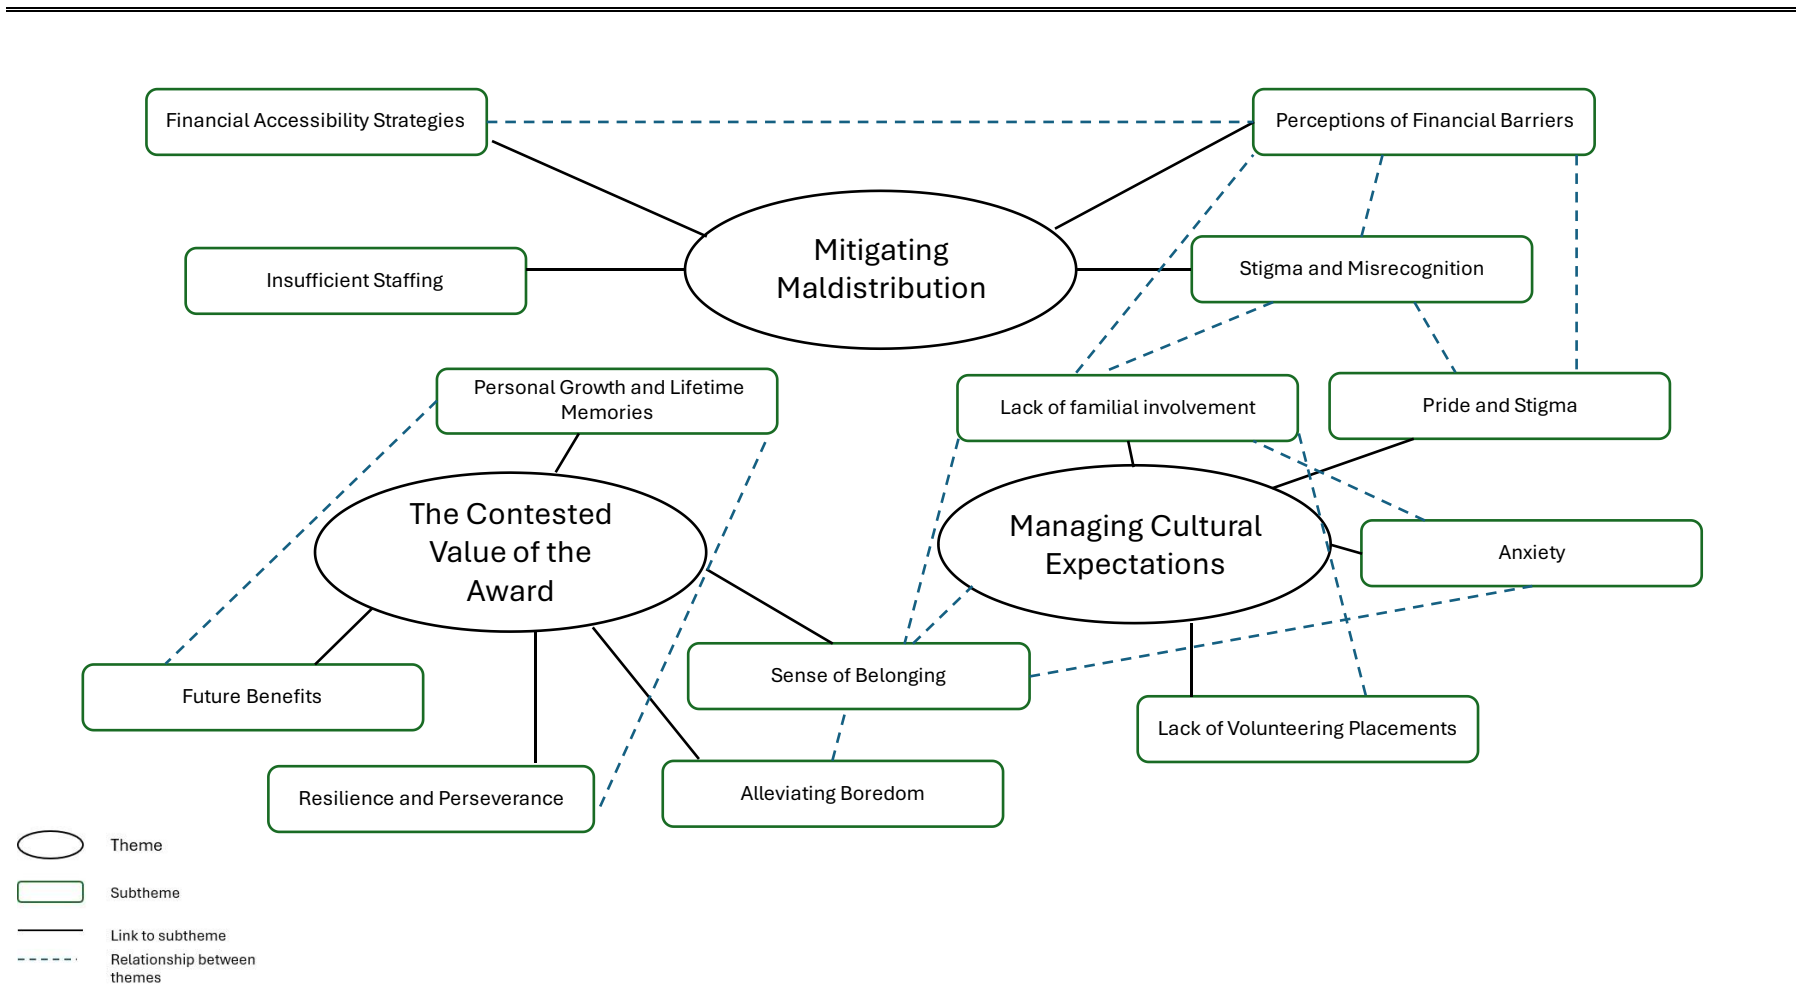 Financial Accessibility Strategies
Perceptions of Financial Barriers
Mitigating
Maldistribution
Stigma and Misrecognition
Insufficient Staffing
Personal Growth and Lifetime
Memories
Lack of familial involvement
Pride and Stigma
The Contested
Value of the
Award
Managing Cultural
Expectations
Anxiety
Sense of Belonging
Future Benefits
Lack of Volunteering Placements
Resilience and Perseverance
Alleviating Boredom
Theme
Subtheme
Link to subtheme
Relationship between
themes